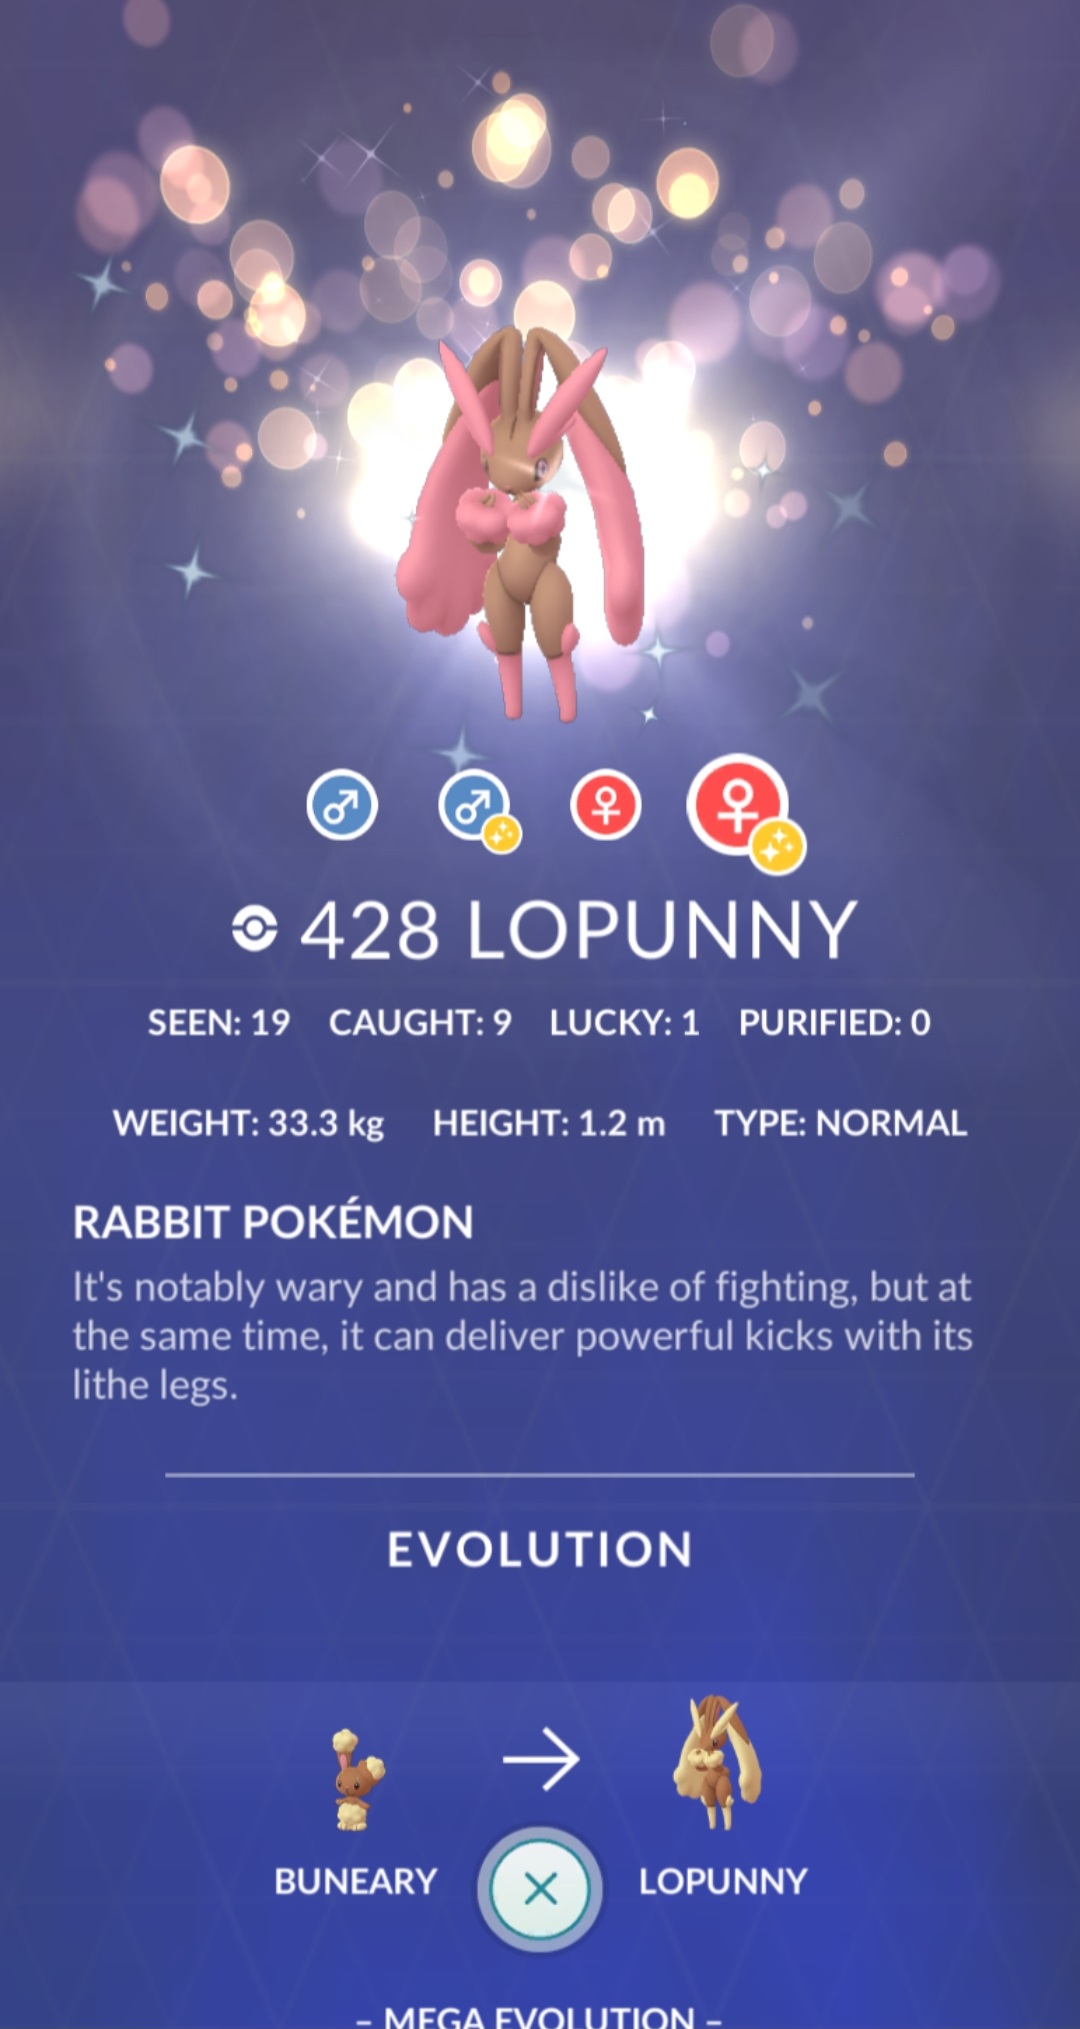 428 LOPUNNY
SEEN: 19 CAUGHT: 9 LUCKY: 1 PURIFIED: 0
WEIGHT: 33.3 kg HEIGHT: 1.2 m TYPE: NORMAL
RABBIT POKÉMON
It's notably wary and has a dislike of fighting, but at
the same time, it can deliver powerful kicks with its
lithe legs.
EVOLUTION
BUNEARY LOPUNNY
– MEGA EVOLUTION –